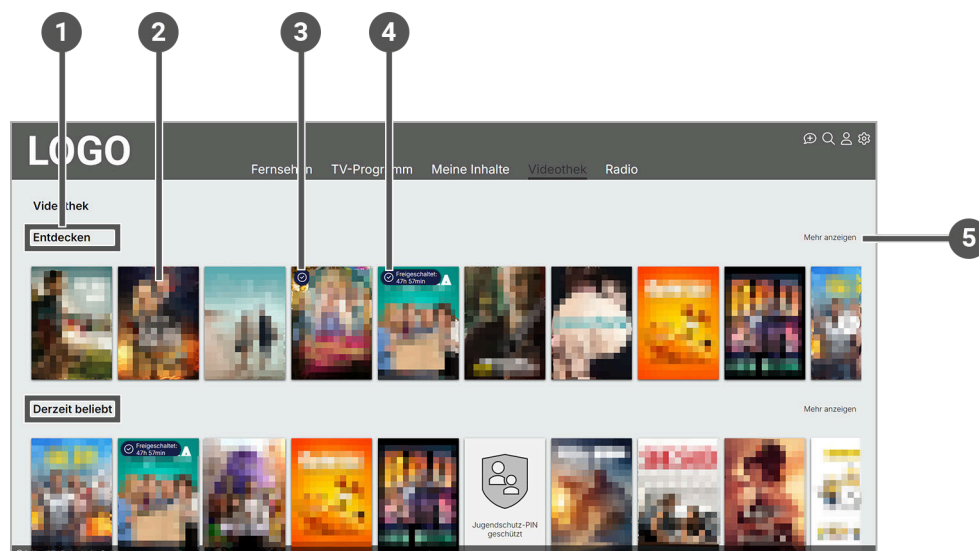 1
2
3
4
LOGO
Fernsehen TV-Programm Meine Inhalte Videothek Radio
Videothek
Entdecken
Mehr anzeigen
5
Freigeschaltet:
47h 57min
Derzeit beliebt
Mehr anzeigen
Freigeschaltet:
47h 57min
Jugendschutz-PIN
geschützt